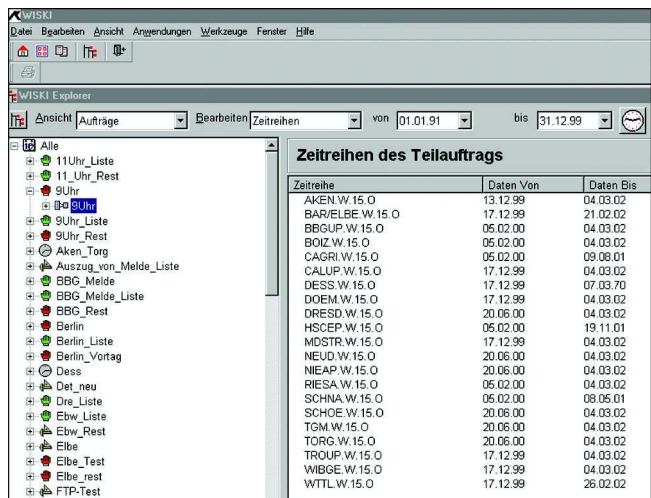 WISKI
Datei Bearbeiten Ansicht Anwendungen Werkzeuge Fenster Hilfe
WISKI Explorer
Ansicht Aufträge Bearbeiten Zeitreihen von 01.01.91 bis 31.12.99
Alle
11Uhr_Liste
11_Uhr_Rest
9Uhr
9Uhr
9Uhr_Liste
9Uhr_Rest
Aken_Torg
Auszug_von_Melde_Liste
BBG_Melde
BBG_Melde_Liste
BBG_Rest
Berlin
Berlin_Liste
Berlin_Vortag
Dess
Det_neu
Dre_Liste
Ebw_Liste
Ebw_Rest
Elbe
Elbe_Test
Elbe_rest
FTP-Test
Zeitreihen des Teilauftrags
Zeitreihe Daten Von Daten Bis
AKEN.W.15.O 13.12.99 04.03.02
BAR/ELBE.W.15.O 17.12.99 21.02.02
BBGUP.W.15.O 05.02.00 04.03.02
BOIZ.W.15.O 05.02.00 04.03.02
CAGRI.W.15.O 05.02.00 09.08.01
CALUP.W.15.O 17.12.99 04.03.02
DESS.W.15.O 17.12.99 07.03.70
DOEM.W.15.O 17.12.99 04.03.02
DRESD.W.15.O 20.06.00 04.03.02
HSCEP.W.15.O 05.02.00 19.11.01
MDSTR.W.15.O 17.12.99 04.03.02
NEUD.W.15.O 20.06.00 04.03.02
NIEAP.W.15.O 20.06.00 04.03.02
RIESA.W.15.O 05.02.00 04.03.02
SCHNA.W.15.O 05.02.00 08.05.01
SCHOE.W.15.O 20.06.00 04.03.02
TGM.W.15.O 20.06.00 04.03.02
TORG.W.15.O 20.06.00 04.03.02
TROUP.W.15.O 17.12.99 04.03.02
WIBGE.W.15.O 17.12.99 04.03.02
WTTL.W.15.O 17.12.99 26.02.02